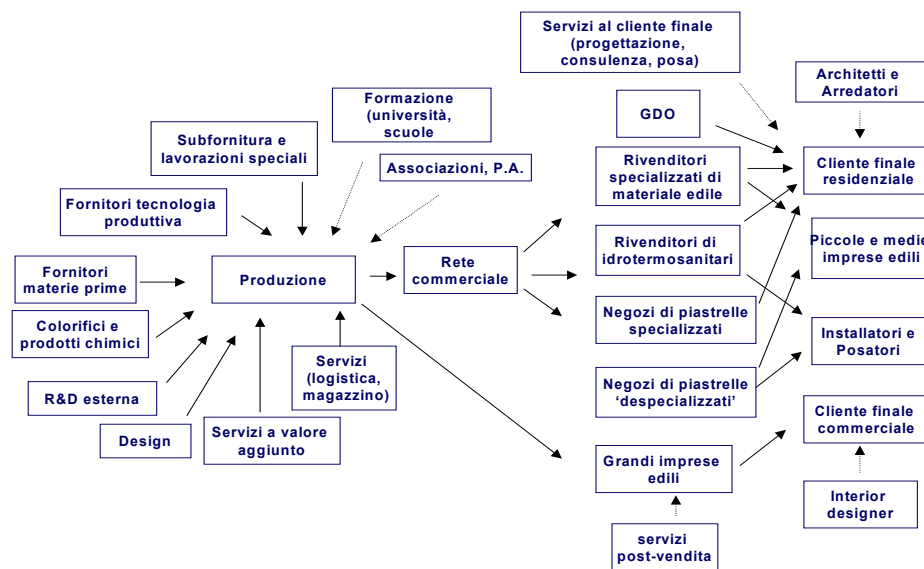 Servizi al cliente finale
(progettazione,
consulenza, posa)
Architetti e
Arredatori
Formazione
(università,
scuole
GDO
Subfornitura e
lavorazioni speciali
Associazioni, P.A.
Rivenditori
specializzati di
materiale edile
Cliente finale
residenziale
Fornitori tecnologia
produttiva
Piccole e medie
imprese edili
Rivenditori di
idrotermosanitari
Fornitori
materie prime
Produzione
Rete
commerciale
Negozi di piastrelle
specializzati
Colorifici e
prodotti chimici
Installatori e
Posatori
Servizi
(logistica,
magazzino)
Negozi di piastrelle
‘despecializzati’
R&D esterna
Cliente finale
commerciale
Design
Servizi a valore
aggiunto
Grandi imprese
edili
Interior
designer
servizi
post-vendita